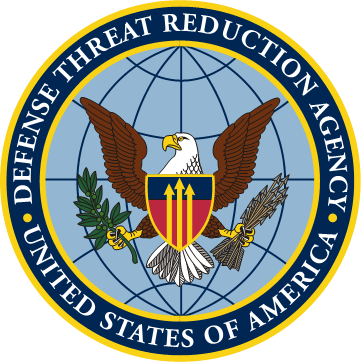 DEFENSE THREAT REDUCTION AGENCY
UNITED STATES OF AMERICA